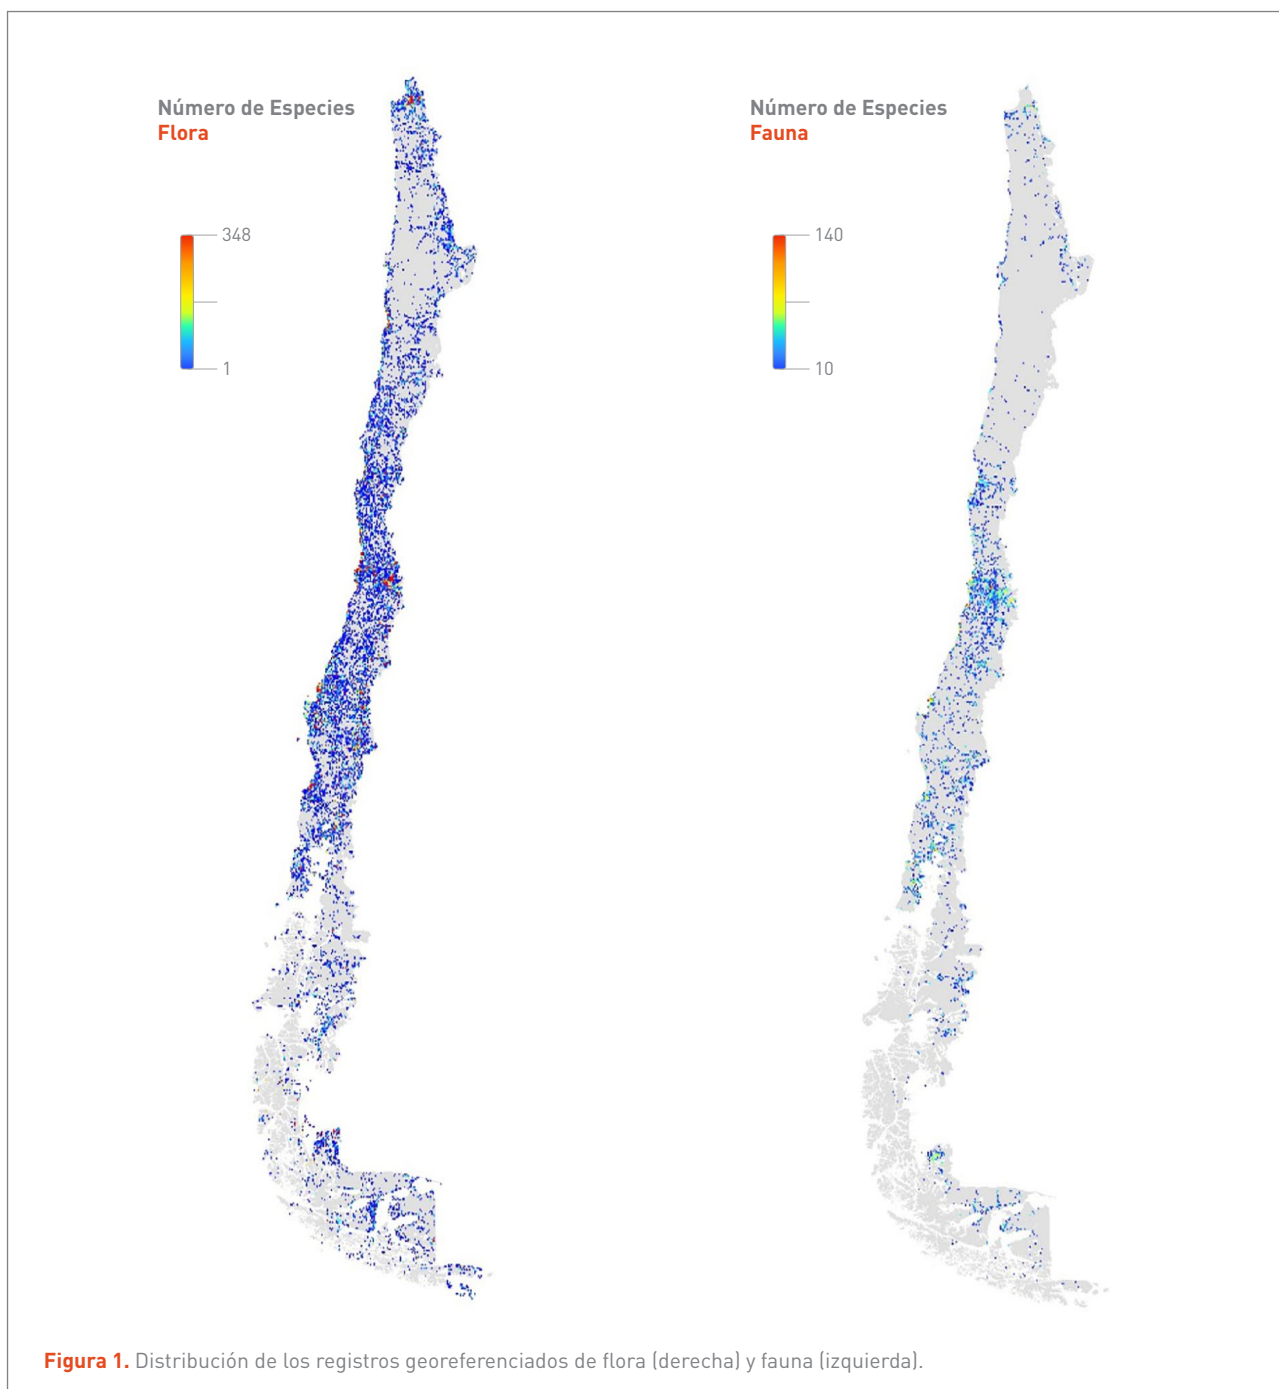 Número de Especies
Flora
348
1
Número de Especies
Fauna
140
10
Figura 1. Distribución de los registros georeferenciados de flora (derecha) y fauna (izquierda).